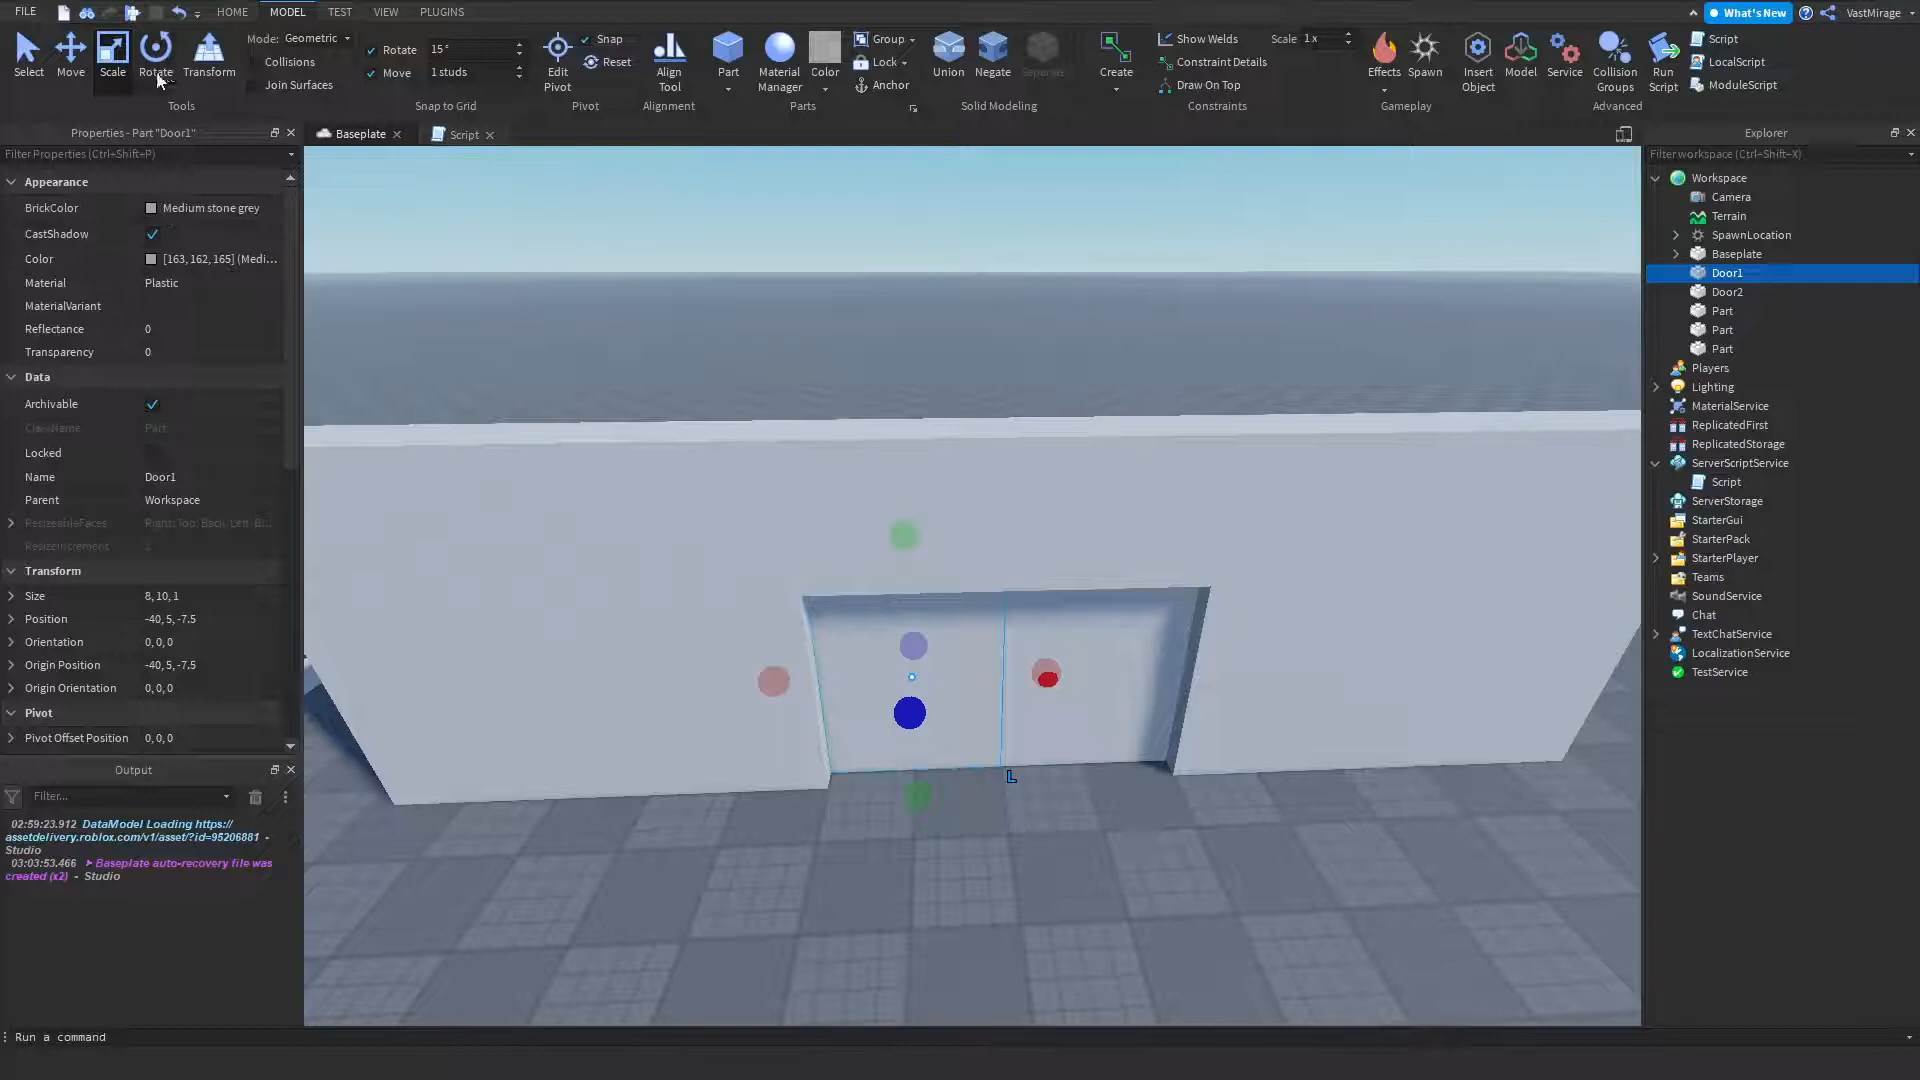 FILE HOME MODEL TEST VIEW PLUGINS What's New VastMirage
Select Move Scale Rotate Transform
Tools
Mode: Geometric
Collisions
Join Surfaces
Rotate 15°
Move 1 studs
Snap to Grid
Edit Pivot
Snap
Reset
Pivot
Align Tool
Alignment
Part
Material Manager
Color
Group
Lock
Anchor
Parts
Union Negate Separate
Solid Modeling
Create
Show Welds
Constraint Details
Draw On Top
Scale 1x
Constraints
Effects Spawn
Gameplay
Insert Object
Model
Service
Collision Groups
Run Script
Script
LocalScript
ModuleScript
Advanced
Properties - Part "Door1"
Filter Properties (Ctrl+Shift+P)
Appearance
BrickColor Medium stone grey
CastShadow
Color [163, 162, 165] (Medi...
Material Plastic
MaterialVariant
Reflectance 0
Transparency 0
Data
Archivable
ClassName Part
Locked
Name Door1
Parent Workspace
ResizeableFaces Right, Top, Back, Left, B...
ResizeIncrement 1
Transform
Size 8, 10, 1
Position -40, 5, -7.5
Orientation 0, 0, 0
Origin Position -40, 5, -7.5
Origin Orientation 0, 0, 0
Pivot
Pivot Offset Position 0, 0, 0
Output
Filter...
02:59:23.912 DataModel Loading https://
assetdelivery.roblox.com/v1/asset/?id=95206881 -
Studio
03:03:53.466 Baseplate auto-recovery file was
created (x2) - Studio
Baseplate Script
L
Explorer
Filter workspace (Ctrl+Shift+X)
Workspace
Camera
Terrain
SpawnLocation
Baseplate
Door1
Door2
Part
Part
Part
Players
Lighting
MaterialService
ReplicatedFirst
ReplicatedStorage
ServerScriptService
Script
ServerStorage
StarterGui
StarterPack
StarterPlayer
Teams
SoundService
Chat
TextChatService
LocalizationService
TestService
Run a command